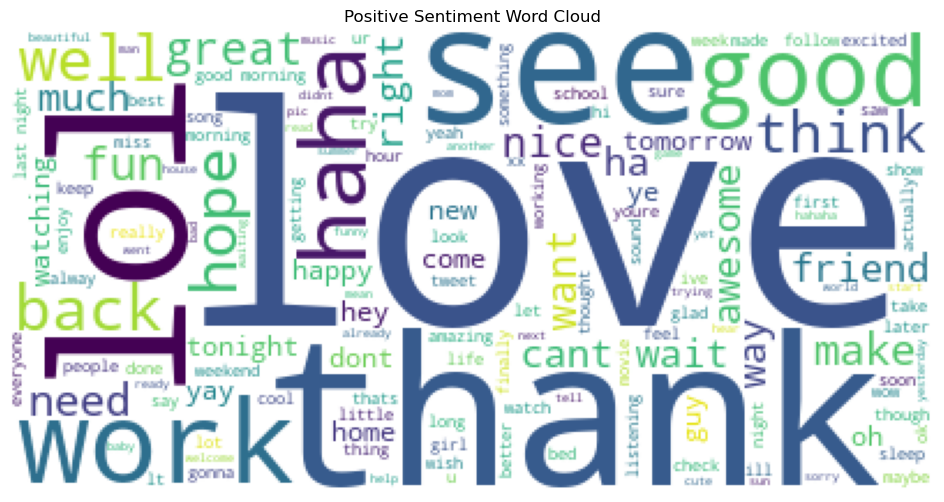 Positive Sentiment Word Cloud
beautiful
man
music
ur
week
made
follow
excited
well
great
good morning
haha
right
see
something
mom
good
much
best
didnt
pic
school
sure
hi
saw
last night
lol
song
morning
read
try
yeah
another
nice
xx
tomorrow
game
think
miss
fun
house
hope
summer
hour
ha
show
watching
keep
enjoy
really
went
bad
waiting
getting
funny
love
new
look
come
tweet
working
ye
youre
sound
yet
awesome
first
hahaha
actually
friend
world
alway
happy
mean
want
thought
ive
trying
glad
feel
hear
start
take
later
back
hey
let
already
amazing
next
tonight
everyone
people
done
ready
weekend
dont
life
finally
cant
movie
wait
way
make
soon
yesterday
need
say
yay
cool
thats
little
home
thing
thank
long
girl
wish
u
watch
better
tell
bed
listening
guy
check
cute
night
ill
sun
wow
though
oh
ok
sleep
maybe
sorry
work
baby
lt
lot
welcome
gonna
help